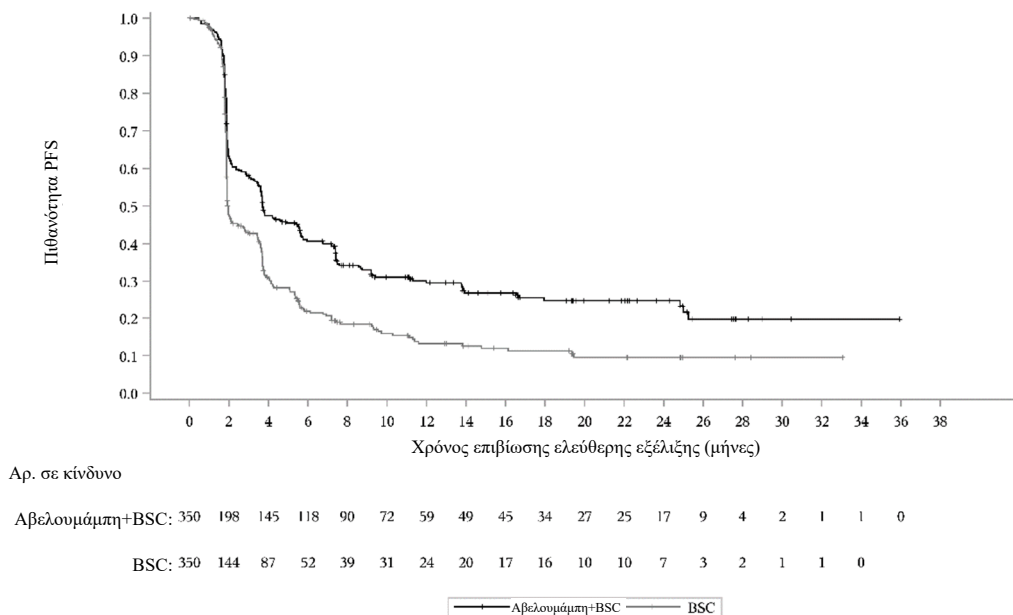 1.0
0.9
0.8
0.7
0.6
0.5
0.4
0.3
0.2
0.1
0.0
Πιθανότητα PFS
0 2 4 6 8 10 12 14 16 18 20 22 24 26 28 30 32 34 36 38
Χρόνος επιβίωσης ελεύθερης εξέλιξης (μήνες)
Αρ. σε κίνδυνο
Αβελουμάμπη+BSC: 350 198 145 118 90 72 59 49 45 34 27 25 17 9 4 2 1 1 0
BSC: 350 144 87 52 39 31 24 20 17 16 10 10 7 3 2 1 1 0
Αβελουμάμπη+BSC BSC